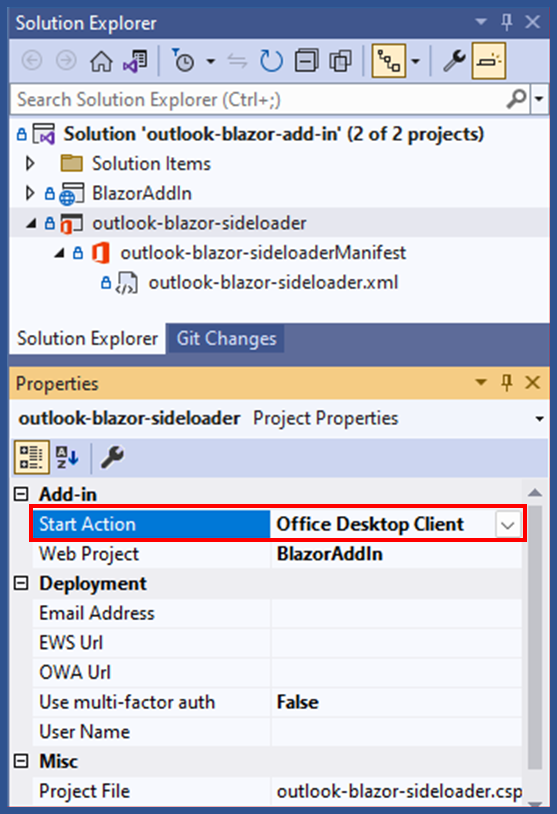 Solution Explorer
Search Solution Explorer (Ctrl+;)
Solution 'outlook-blazor-add-in' (2 of 2 projects)
Solution Items
BlazorAddIn
outlook-blazor-sideloader
outlook-blazor-sideloaderManifest
outlook-blazor-sideloader.xml
Solution Explorer Git Changes
Properties
outlook-blazor-sideloader Project Properties
Add-in
Start Action Office Desktop Client
Web Project BlazorAddIn
Deployment
Email Address
EWS Url
OWA Url
Use multi-factor auth False
User Name
Misc
Project File outlook-blazor-sideloader.csp